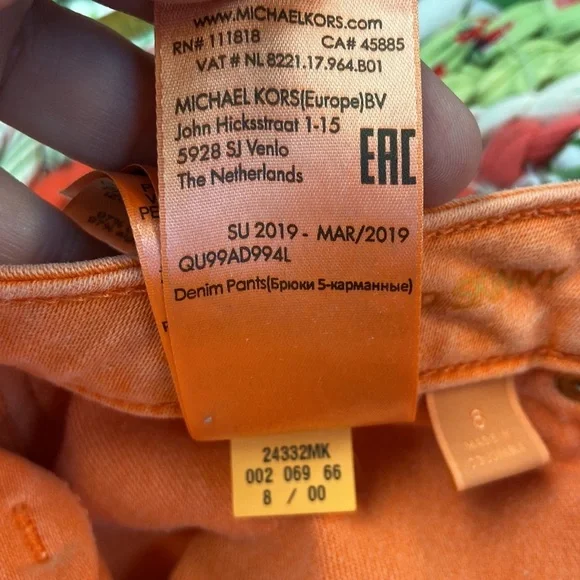 www.MICHAELKORS.com
RN# 111818 CA# 45885
VAT # NL 8221.17.964.B01
MICHAEL KORS(Europe)BV
John Hicksstraat 1-15
5928 SJ Venlo
The Netherlands
EAC
SU 2019 - MAR/2019
QU99AD994L
Denim Pants(Брюки 5-карманные)
24332MK
002 069 66
8 / 00
8
MADE IN